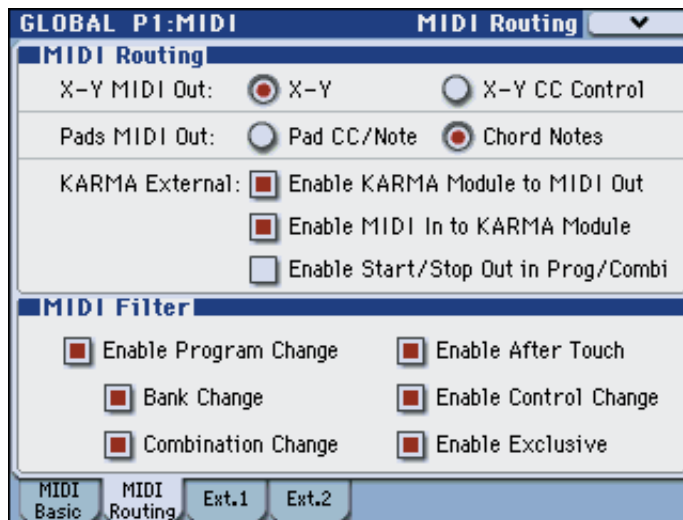 GLOBAL P1:MIDI MIDI Routing
MIDI Routing
X-Y MIDI Out: X-Y X-Y CC Control
Pads MIDI Out: Pad CC/Note Chord Notes
KARMA External: Enable KARMA Module to MIDI Out
Enable MIDI In to KARMA Module
Enable Start/Stop Out in Prog/Combi
MIDI Filter
Enable Program Change Enable After Touch
Bank Change Enable Control Change
Combination Change Enable Exclusive
MIDI Basic MIDI Routing Ext.1 Ext.2